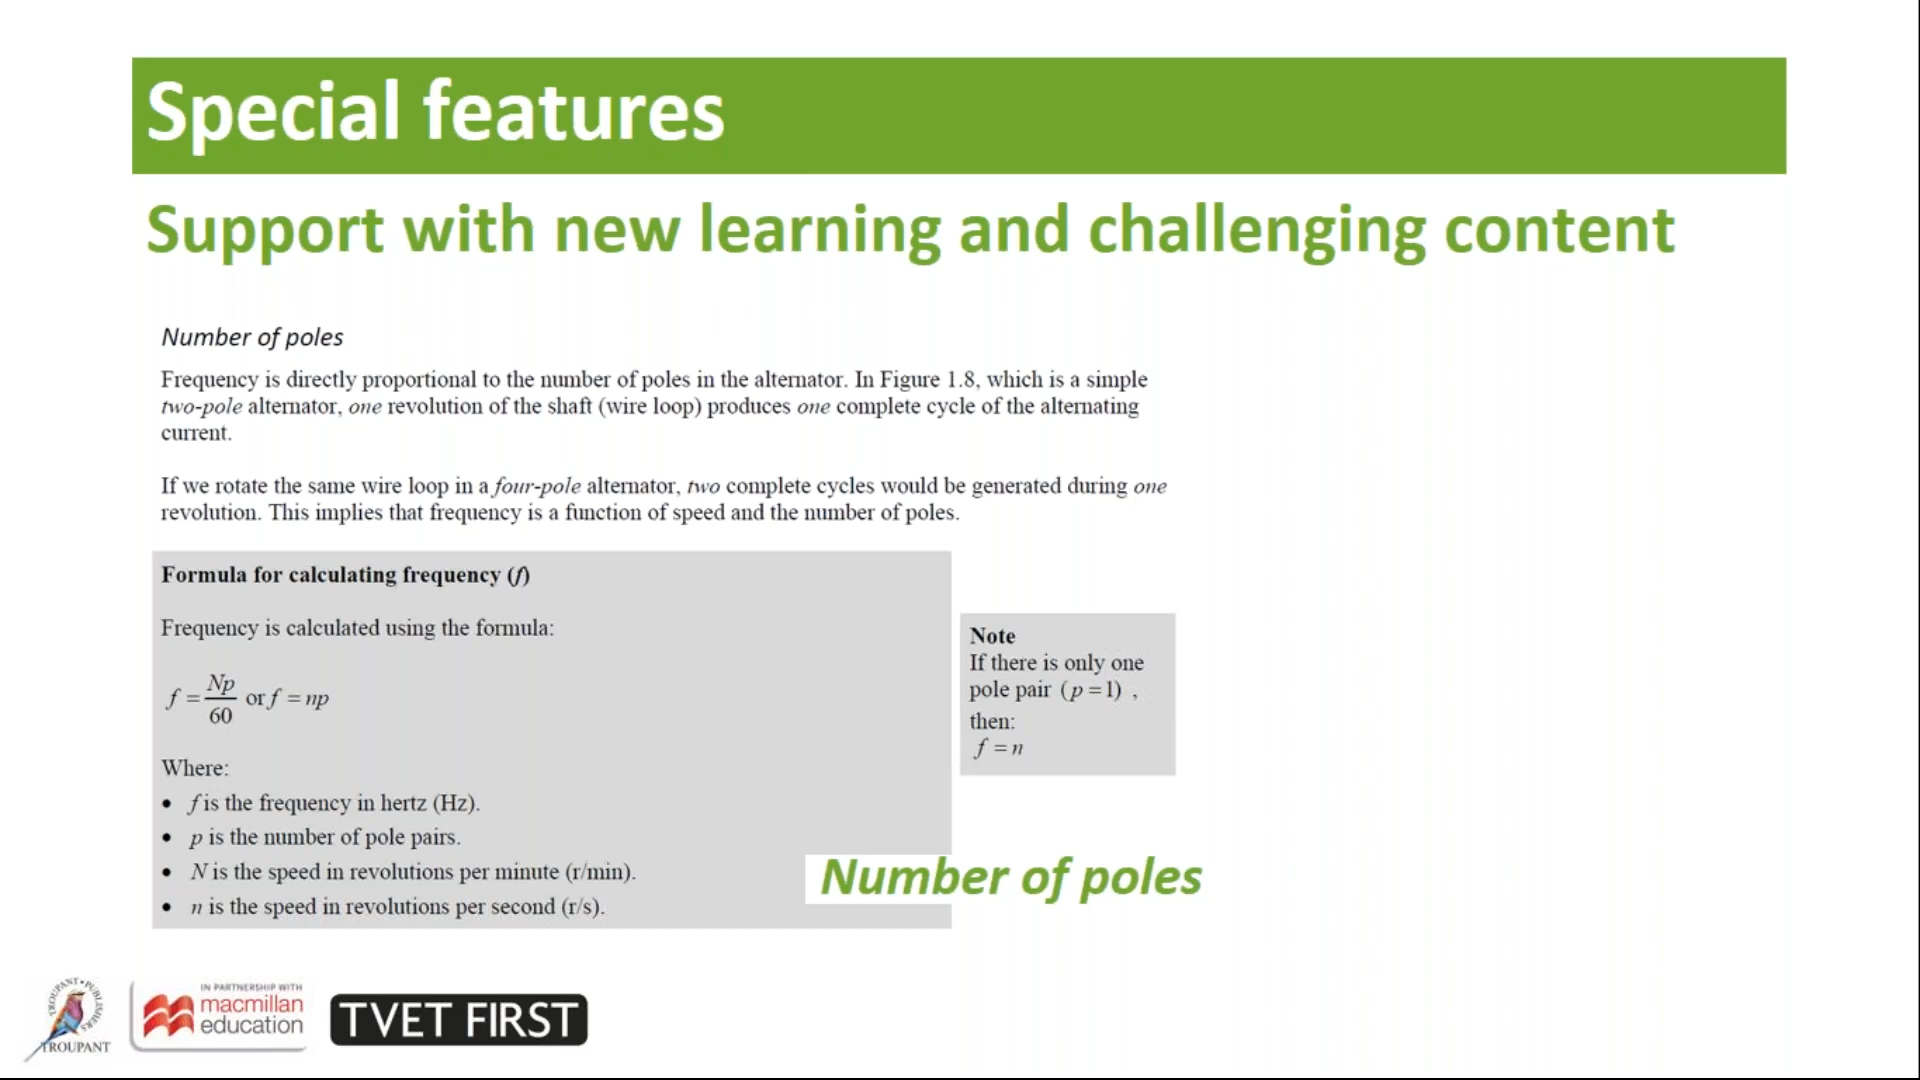 Special features
Support with new learning and challenging content
Number of poles
Frequency is directly proportional to the number of poles in the alternator. In Figure 1.8, which is a simple
two-pole alternator, one revolution of the shaft (wire loop) produces one complete cycle of the alternating
current.
If we rotate the same wire loop in a four-pole alternator, two complete cycles would be generated during one
revolution. This implies that frequency is a function of speed and the number of poles.
Formula for calculating frequency (f)
Frequency is calculated using the formula:
f = Np/60 or f = np
Where:
• f is the frequency in hertz (Hz).
• p is the number of pole pairs.
• N is the speed in revolutions per minute (r/min).
• n is the speed in revolutions per second (r/s).
Note
If there is only one
pole pair (p = 1) ,
then:
f = n
Number of poles
TROUPANT • PUBLISHERS
TROUPANT
IN PARTNERSHIP WITH
macmillan
education
TVET FIRST